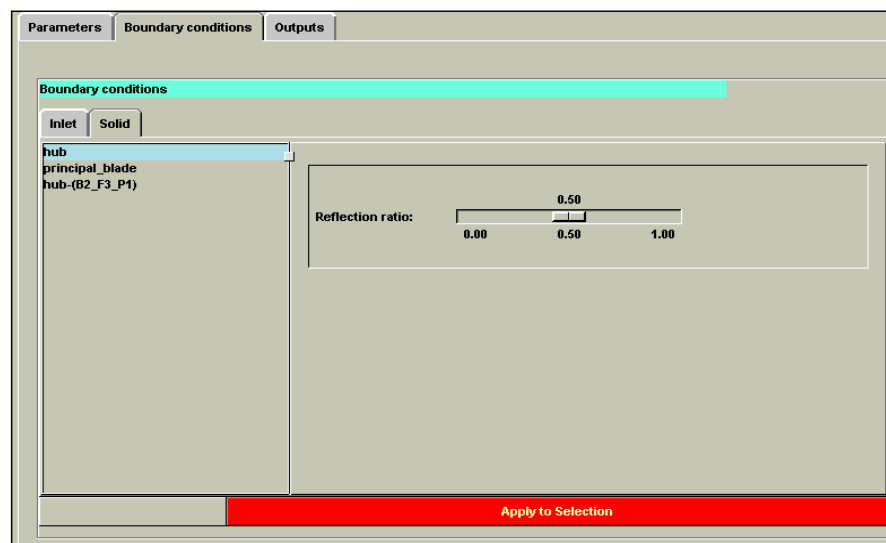 Parameters Boundary conditions Outputs
Boundary conditions
Inlet Solid
hub
principal_blade
hub-(B2_F3_P1)
0.50
Reflection ratio:
0.00 0.50 1.00
Apply to Selection